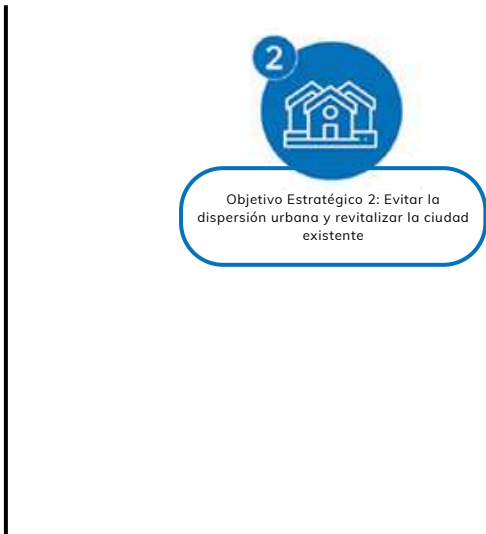 2
Objetivo Estratégico 2: Evitar la
dispersión urbana y revitalizar la ciudad
existente